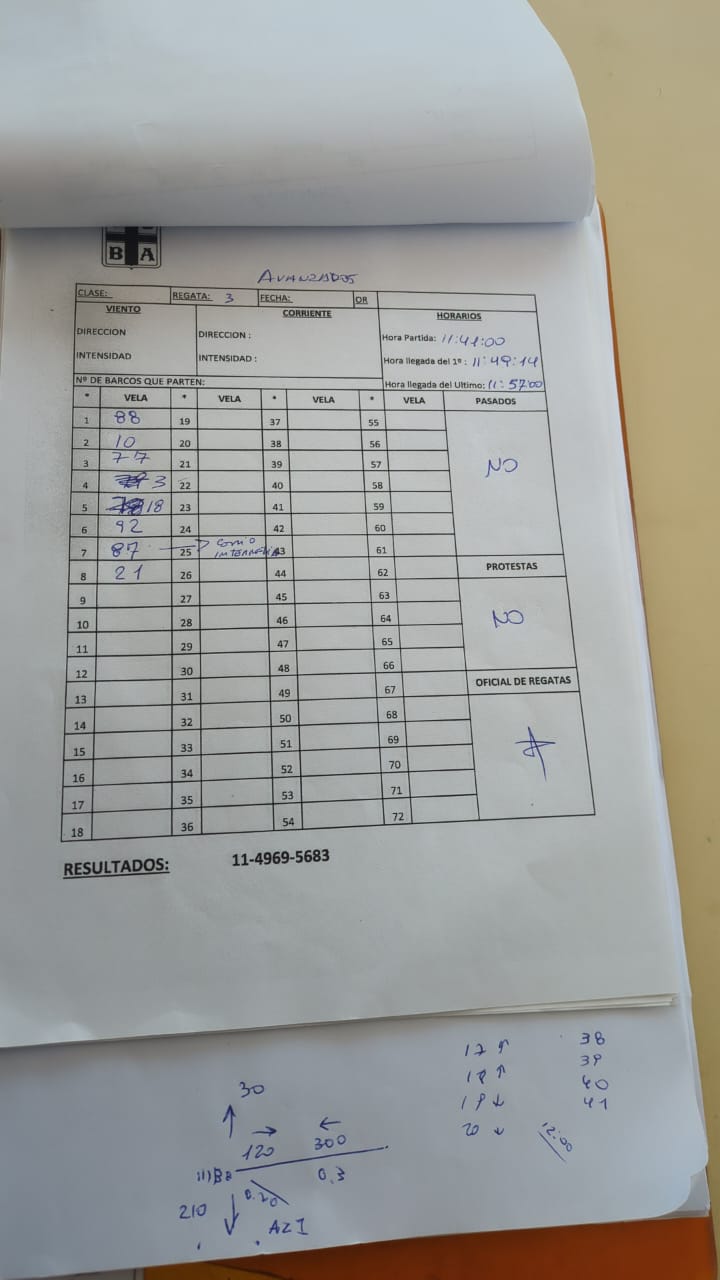 B A
AVANZADOS
CLASE: REGATA: 3 FECHA: OR
VIENTO CORRIENTE HORARIOS
DIRECCION DIRECCION : Hora Partida: 11:41:00
INTENSIDAD INTENSIDAD : Hora llegada del 1º : 11:49:14
Nº DE BARCOS QUE PARTEN: Hora llegada del Ultimo: 11:57:00
* VELA * VELA * VELA * VELA PASADOS
1 88 19 37 55
2 10 20 38 56
3 77 21 39 57 NO
4 3 22 40 58
5 18 23 41 59
6 92 24 42 60
7 87 → COMO 25 43 61
8 21 26 44 62 PROTESTAS
9 27 45 63
10 28 46 64 NO
11 29 47 65
12 30 48 66
13 31 49 67 OFICIAL DE REGATAS
14 32 50 68
15 33 51 69
16 34 52 70
17 35 53 71
18 36 54 72
RESULTADOS: 11-4969-5683
17 ↑ 38
18 ↑ 39
19 ↓ 40
20 ↓ 41
12:00
30
120 300
0.3
0.20
210
AZI